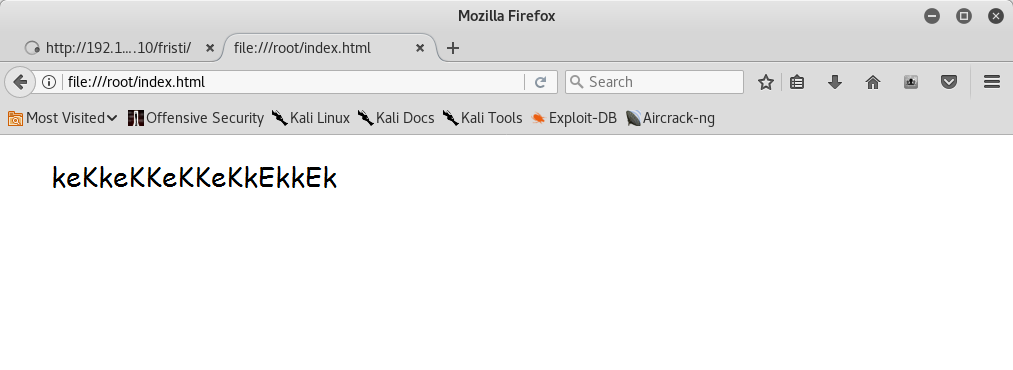 Mozilla Firefox
http://192.1... .10/fristi/
file:///root/index.html
file:///root/index.html
Search
Most Visited
Offensive Security
Kali Linux
Kali Docs
Kali Tools
Exploit-DB
Aircrack-ng
keKkeKKeKKeKkEkkEk